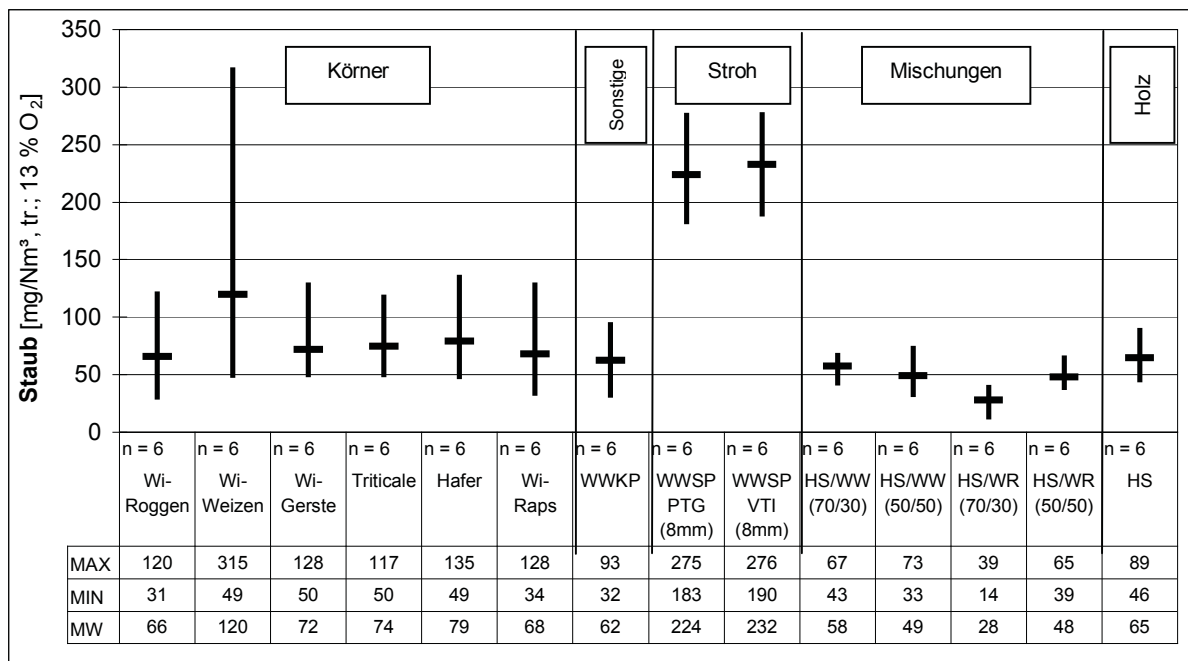 Staub [mg/Nm³, tr.; 13 % O₂]
350
300
250
200
150
100
50
0
Körner
Sonstige
Stroh
Mischungen
Holz
n = 6 n = 6 n = 6 n = 6 n = 6 n = 6 n = 6 n = 6 n = 6 n = 6 n = 6 n = 6 n = 6 n = 6
Wi- Wi- Wi- Triticale Hafer Wi- WWKP WWSP WWSP HS/WW HS/WW HS/WR HS/WR HS
Roggen Weizen Gerste Raps PTG VTI (70/30) (50/50) (70/30) (50/50)
(8mm) (8mm)
MAX 120 315 128 117 135 128 93 275 276 67 73 39 65 89
MIN 31 49 50 50 49 34 32 183 190 43 33 14 39 46
MW 66 120 72 74 79 68 62 224 232 58 49 28 48 65